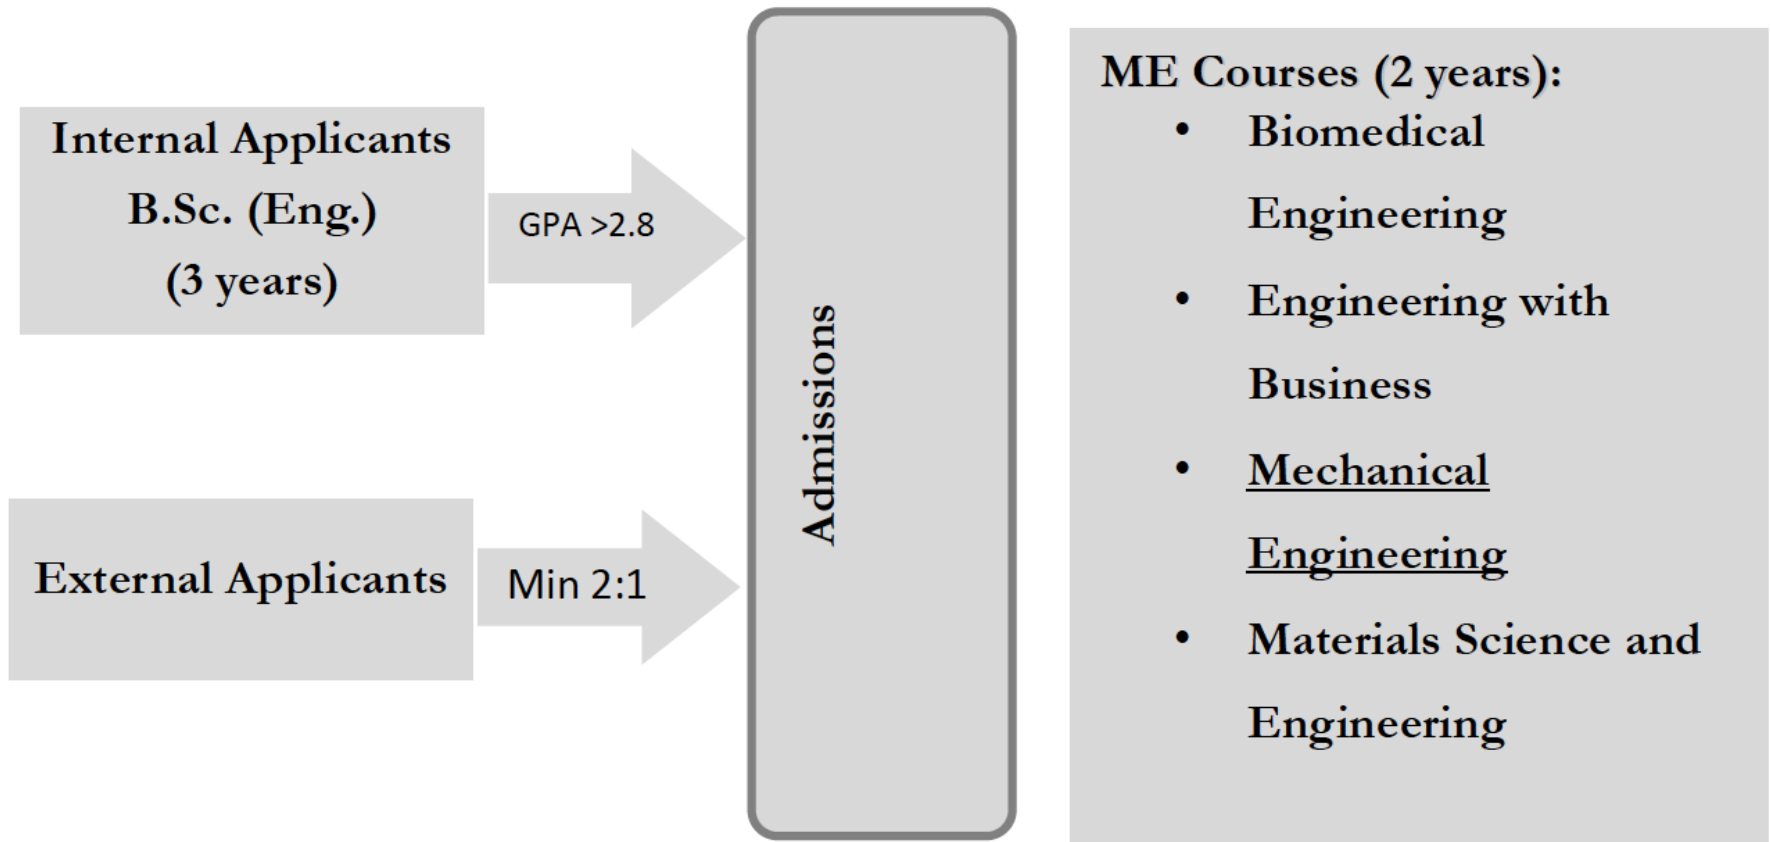 Internal Applicants
B.Sc. (Eng.)
(3 years)
GPA >2.8
External Applicants
Min 2:1
Admissions
ME Courses (2 years):
• Biomedical
Engineering
• Engineering with
Business
• Mechanical
Engineering
• Materials Science and
Engineering